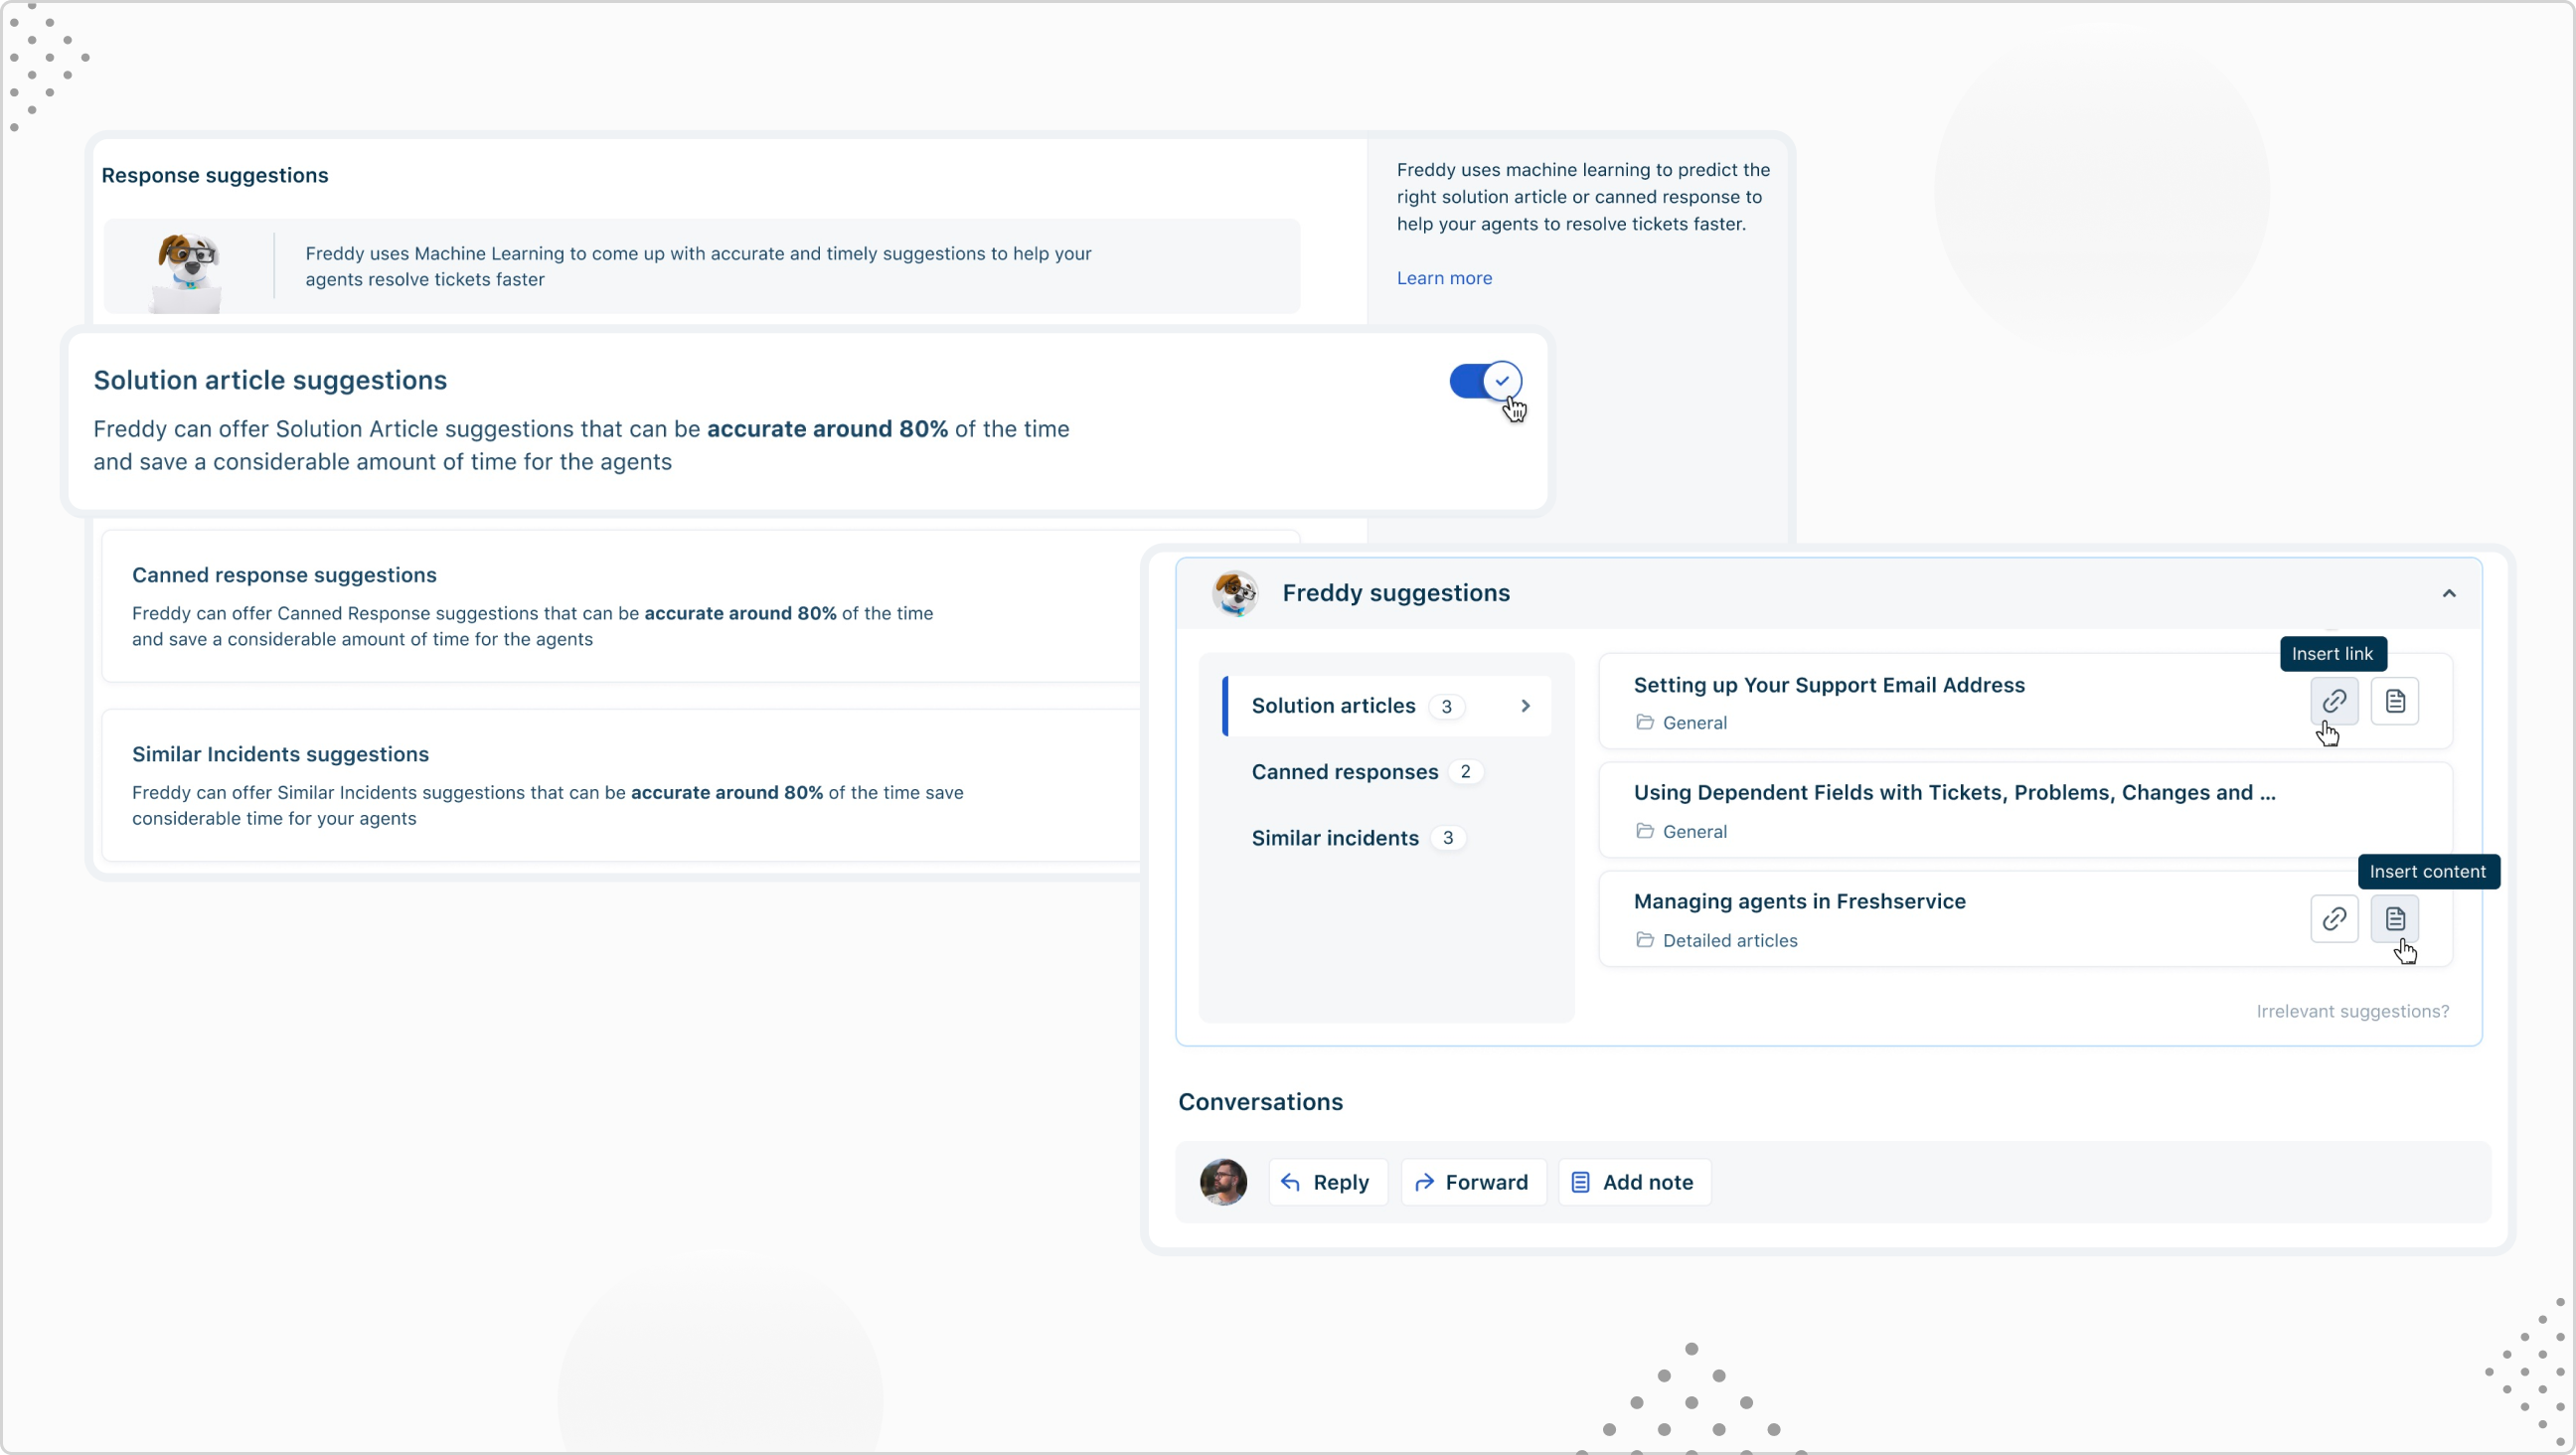 Response suggestions
Freddy uses Machine Learning to come up with accurate and timely suggestions to help your
agents resolve tickets faster
Freddy uses machine learning to predict the
right solution article or canned response to
help your agents to resolve tickets faster.
Learn more
Solution article suggestions
Freddy can offer Solution Article suggestions that can be accurate around 80% of the time
and save a considerable amount of time for the agents
Canned response suggestions
Freddy can offer Canned Response suggestions that can be accurate around 80% of the time
and save a considerable amount of time for the agents
Similar Incidents suggestions
Freddy can offer Similar Incidents suggestions that can be accurate around 80% of the time save
considerable time for your agents
Freddy suggestions
Solution articles 3
Canned responses 2
Similar incidents 3
Insert link
Setting up Your Support Email Address
General
Using Dependent Fields with Tickets, Problems, Changes and ...
General
Insert content
Managing agents in Freshservice
Detailed articles
Irrelevant suggestions?
Conversations
Reply Forward Add note